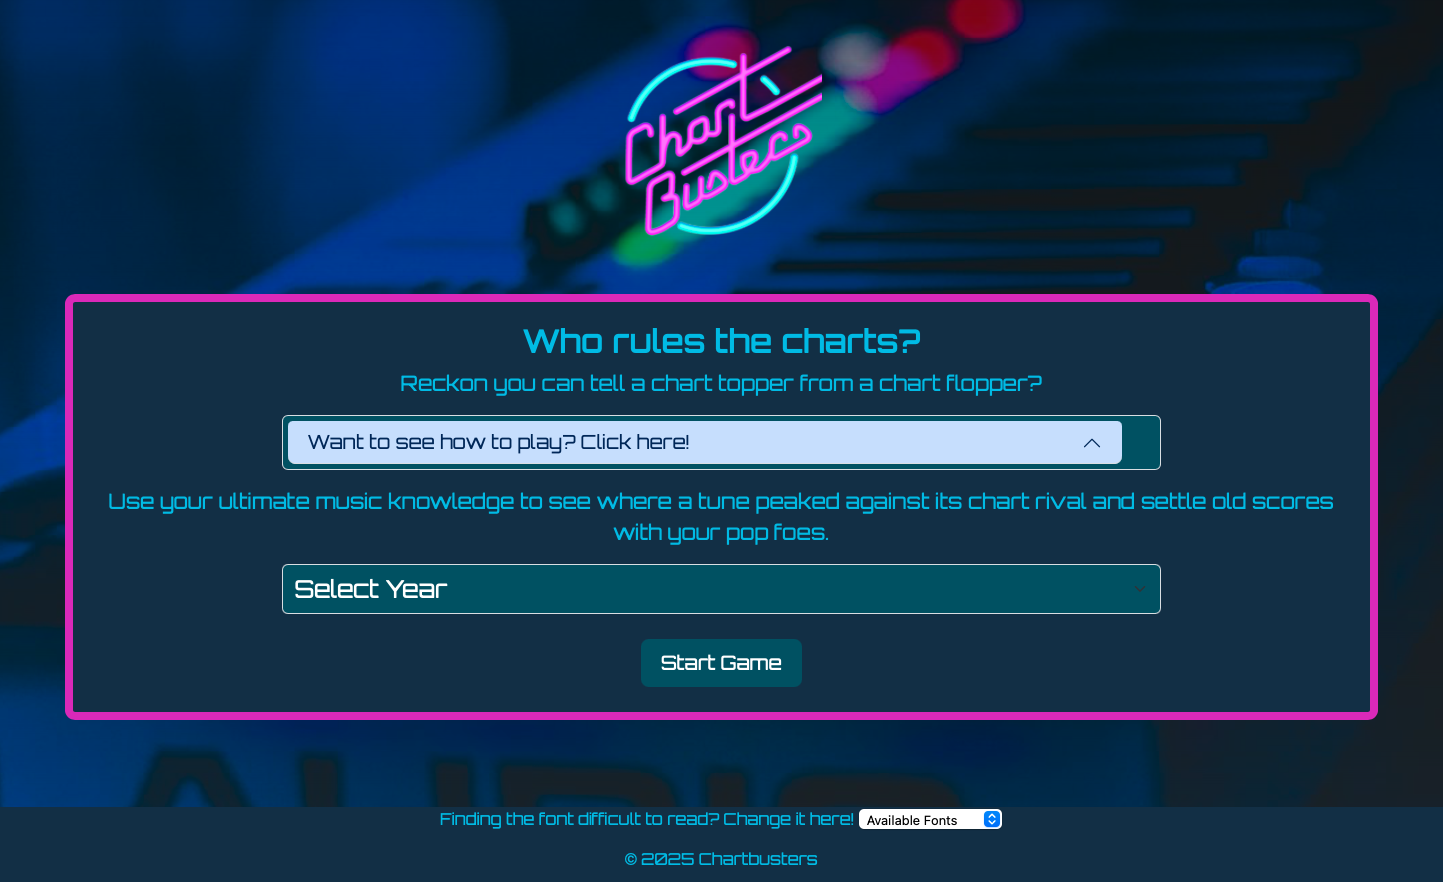 Chart
Busters
Who rules the charts?
Reckon you can tell a chart topper from a chart flopper?
Want to see how to play? Click here!
Use your ultimate music knowledge to see where a tune peaked against its chart rival and settle old scores
with your pop foes.
Select Year
Start Game
AUDIO
Finding the font difficult to read? Change it here! Available Fonts
© 2025 Chartbusters